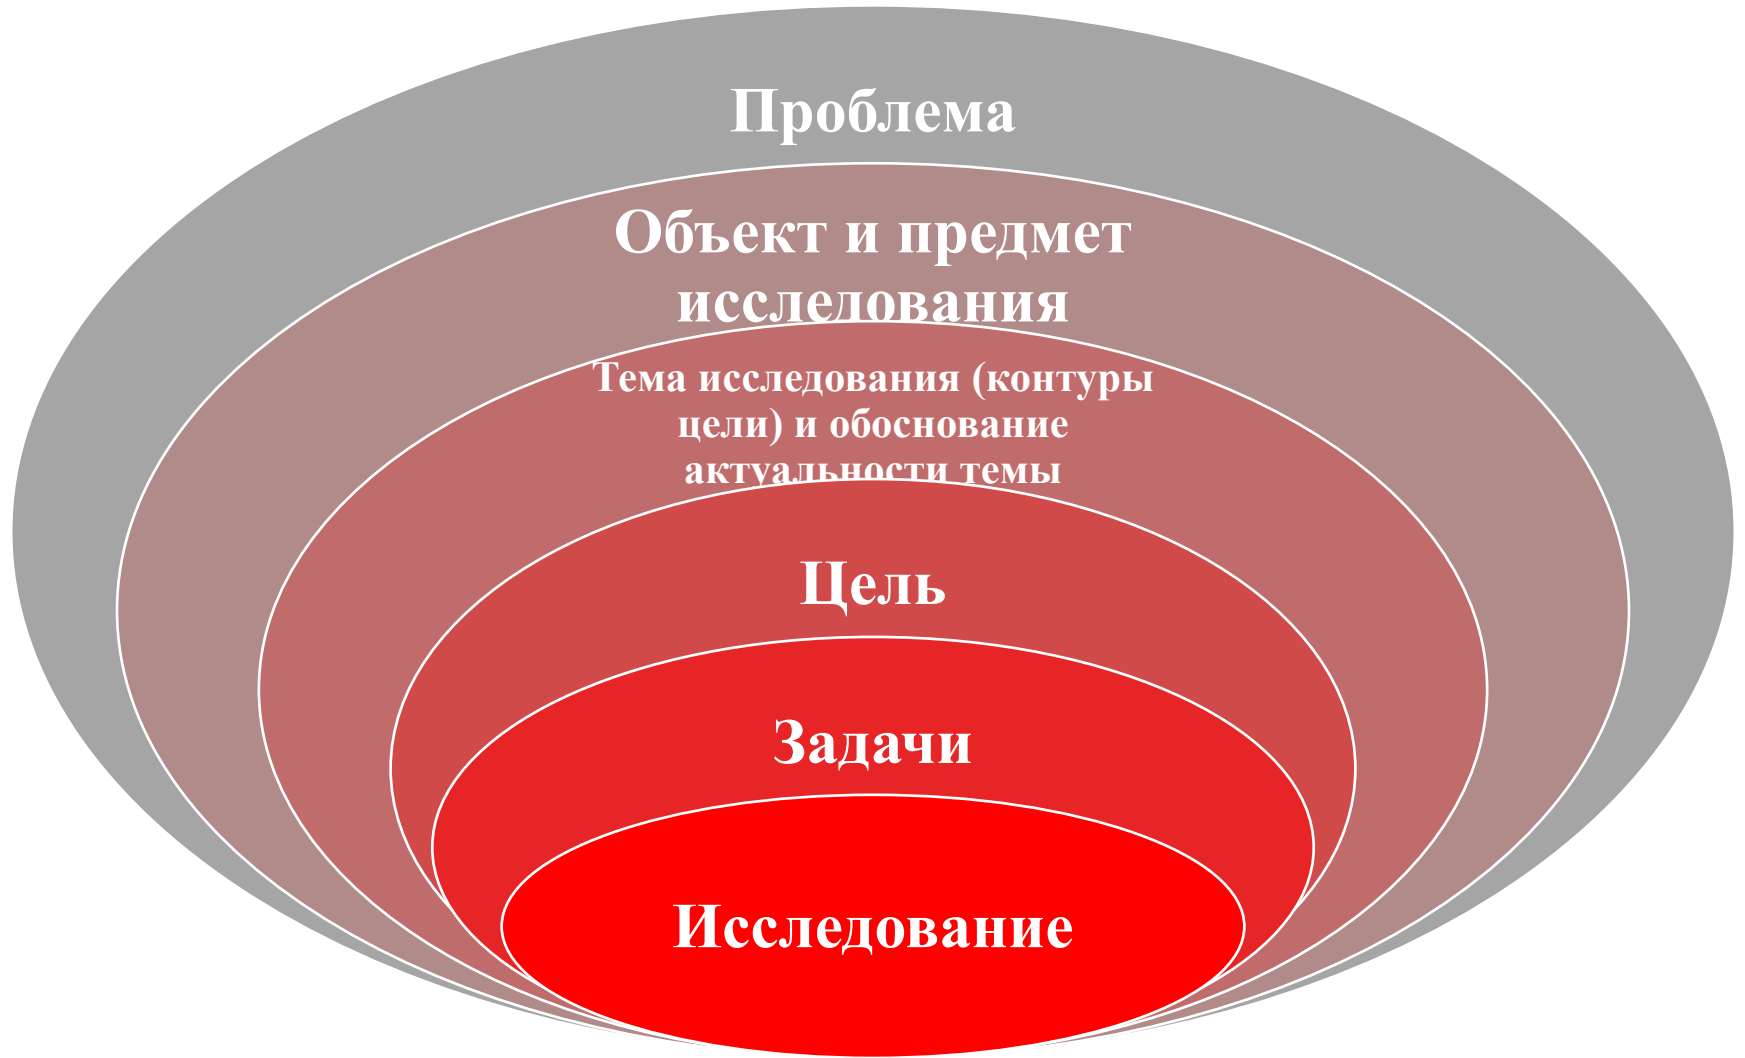 Проблема
Объект и предмет
исследования
Тема исследования (контуры
цели) и обоснование
актуальности темы
Цель
Задачи
Исследование